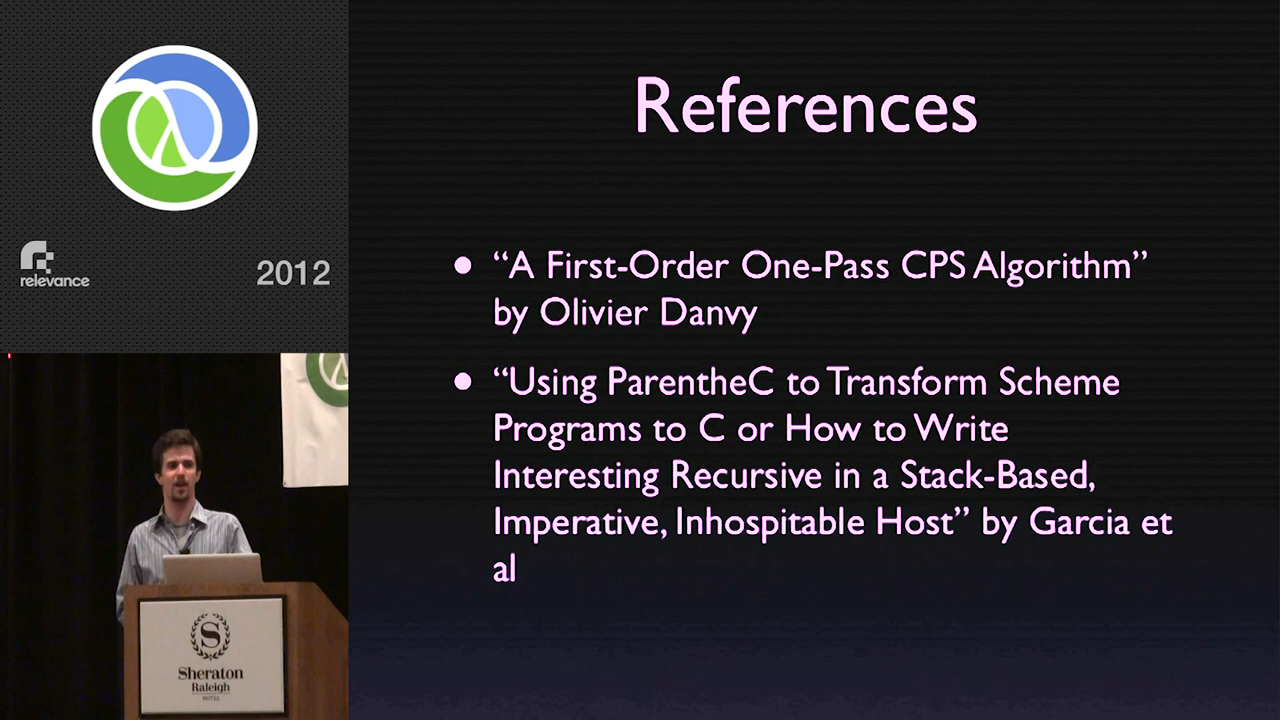 References
“A First-Order One-Pass CPS Algorithm”
by Olivier Danvy
“Using ParentheC to Transform Scheme
Programs to C or How to Write
Interesting Recursive in a Stack-Based,
Imperative, Inhospitable Host” by Garcia et
al
relevance
2012
S
Sheraton
Raleigh
HOTEL